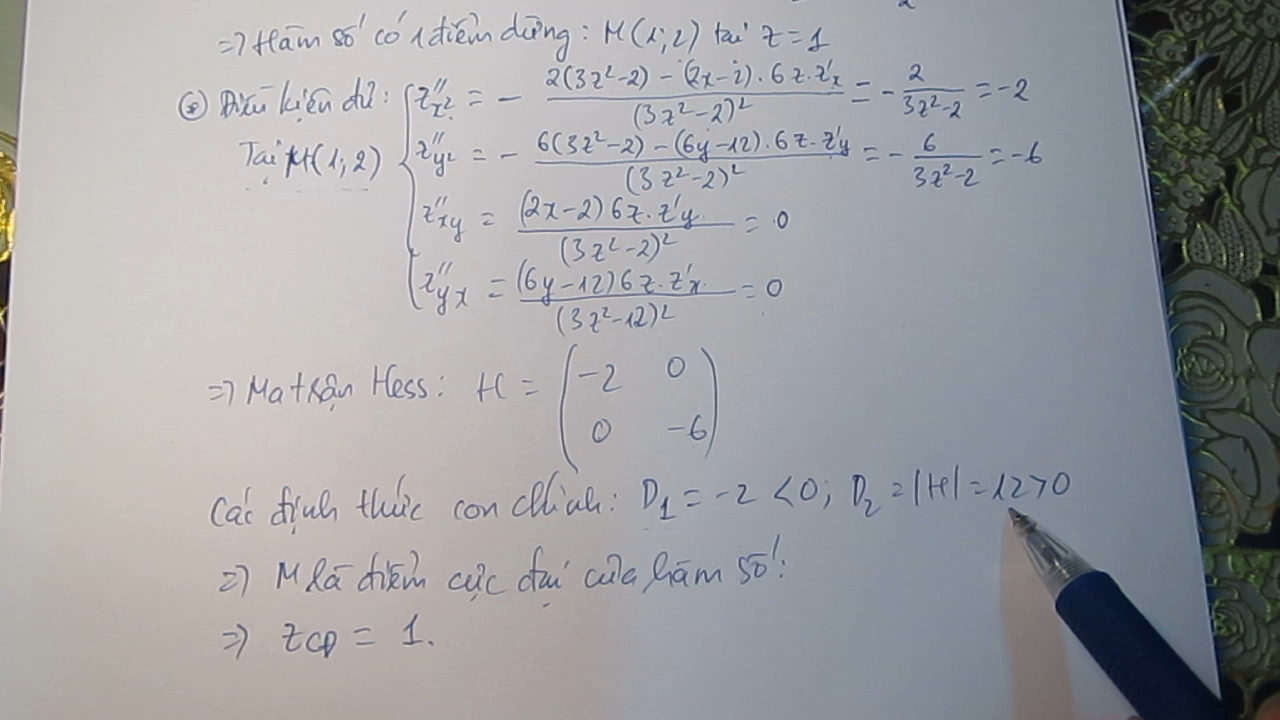 => Hàm số có 1 điểm dừng: M(1;2) tại z=1
⊛ Điều kiện đủ: z''x² = - (2(3z²-2) - (2x-2).6z.z'x)/(3z²-2)² = - 2/(3z²-2) = -2
Tại M(1;2) z''y² = - (6(3z²-2) - (6y-12).6z.z'y)/(3z²-2)² = - 6/(3z²-2) = -6
z''xy = ((2x-2)6z.z'y)/(3z²-2)² = 0
z''yx = ((6y-12)6z.z'x)/(3z²-12)² = 0
=> Ma trận Hess: H = (-2 0
0 -6)
Các định thức con chính: D₁ = -2 <0; D₂ = |H| = 12>0
=> M là điểm cực đại của hàm số:
=> zCĐ = 1.